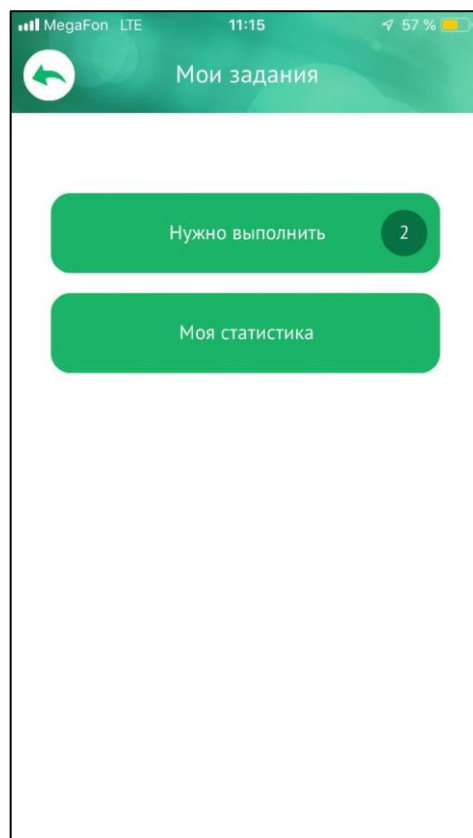 MegaFon LTE 11:15 57 %
Мои задания
Нужно выполнить 2
Моя статистика